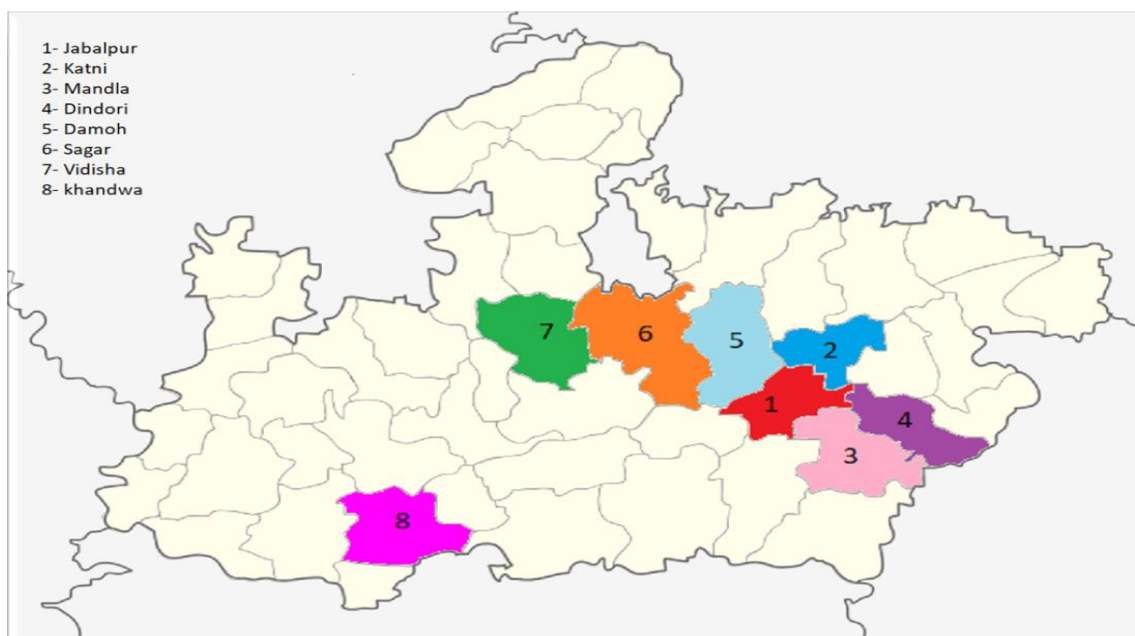 1- Jabalpur
2- Katni
3- Mandla
4- Dindori
5- Damoh
6- Sagar
7- Vidisha
8- khandwa
7
6
5
2
1
4
3
8